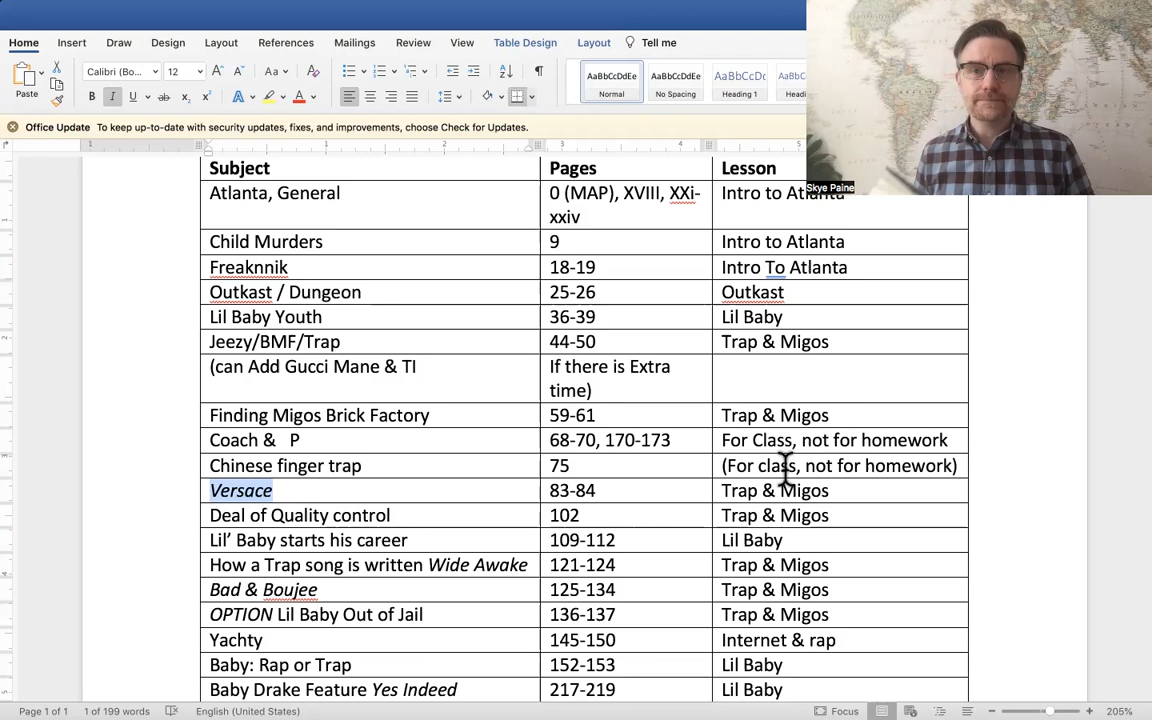 Home Insert Draw Design Layout References Mailings Review View Table Design Layout Tell me
Paste
Calibri (Bo... 12
A A Aa A
B I U ab x₂ x² A A
AaBbCcDdEe AaBbCcDdEe AaBbCcDc AaBb
Normal No Spacing Heading 1 Headi
Office Update To keep up-to-date with security updates, fixes, and improvements, choose Check for Updates.
1 1 3 4 5
Skye Paine
Subject Pages Lesson
Atlanta, General 0 (MAP), XVIII, XXi- Intro to Atlanta
xxiv
Child Murders 9 Intro to Atlanta
Freaknnik 18-19 Intro To Atlanta
Outkast / Dungeon 25-26 Outkast
Lil Baby Youth 36-39 Lil Baby
Jeezy/BMF/Trap 44-50 Trap & Migos
(can Add Gucci Mane & TI If there is Extra
time)
Finding Migos Brick Factory 59-61 Trap & Migos
Coach & P 68-70, 170-173 For Class, not for homework
Chinese finger trap 75 (For class, not for homework)
Versace 83-84 Trap & Migos
Deal of Quality control 102 Trap & Migos
Lil’ Baby starts his career 109-112 Lil Baby
How a Trap song is written Wide Awake 121-124 Trap & Migos
Bad & Boujee 125-134 Trap & Migos
OPTION Lil Baby Out of Jail 136-137 Trap & Migos
Yachty 145-150 Internet & rap
Baby: Rap or Trap 152-153 Lil Baby
Baby Drake Feature Yes Indeed 217-219 Lil Baby
Page 1 of 1 1 of 199 words English (United States) Focus 205%